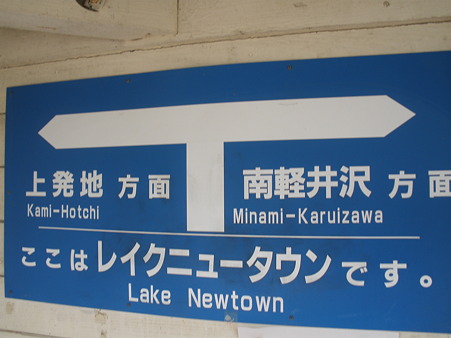 上発地 方面 南軽井沢 方面
Kami-Hotchi Minami-Karuizawa
ここはレイクニュータウンです。
Lake Newtown